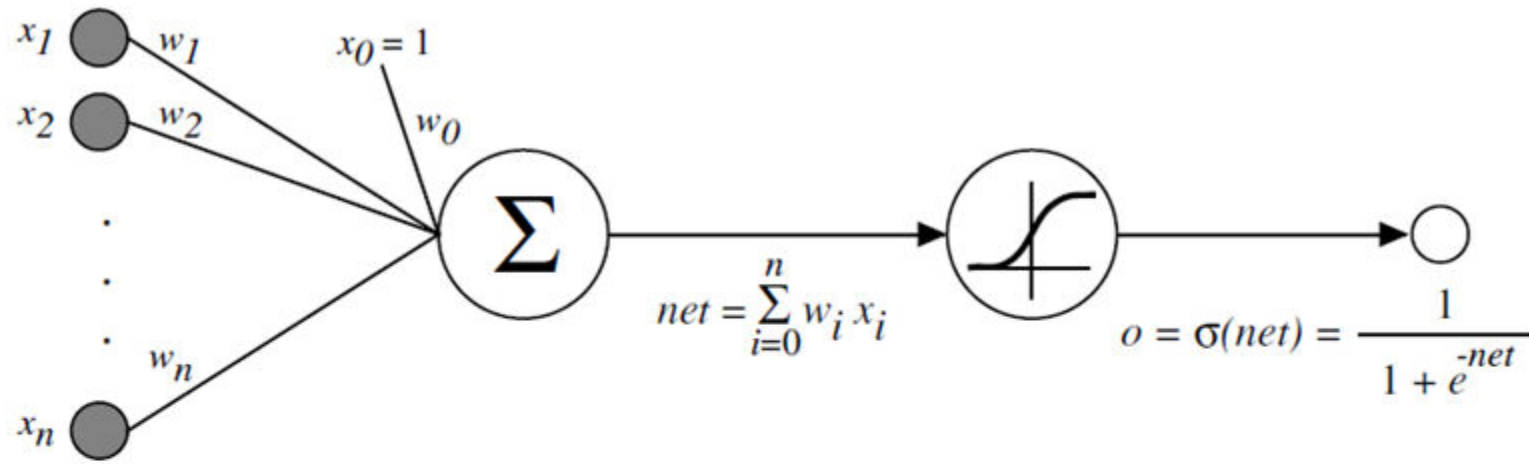 x1
w1
x0 = 1
x2
w2
w0
.
.
.
Σ
net = n∑i=0 wi xi
o = σ(net) = 1 / 1 + e-net
wn
xn